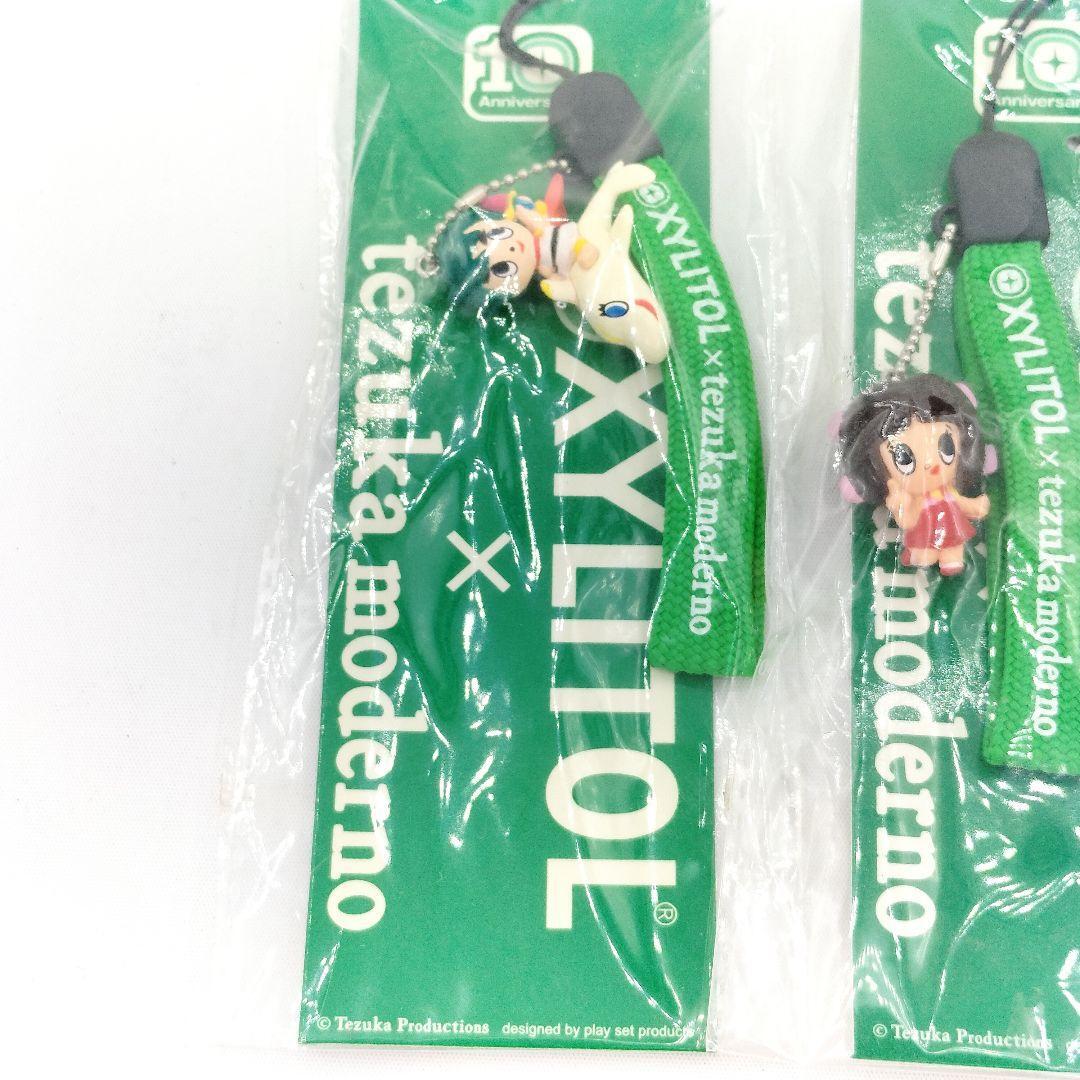 10
Anniversary
tezuka moderno
×
XYLITOL®
XYLITOL × tezuka moderno
© Tezuka Productions designed by play set products
10
Anniversary
tezuka moderno
XYLITOL × tezuka moderno
© Tezuka Productions